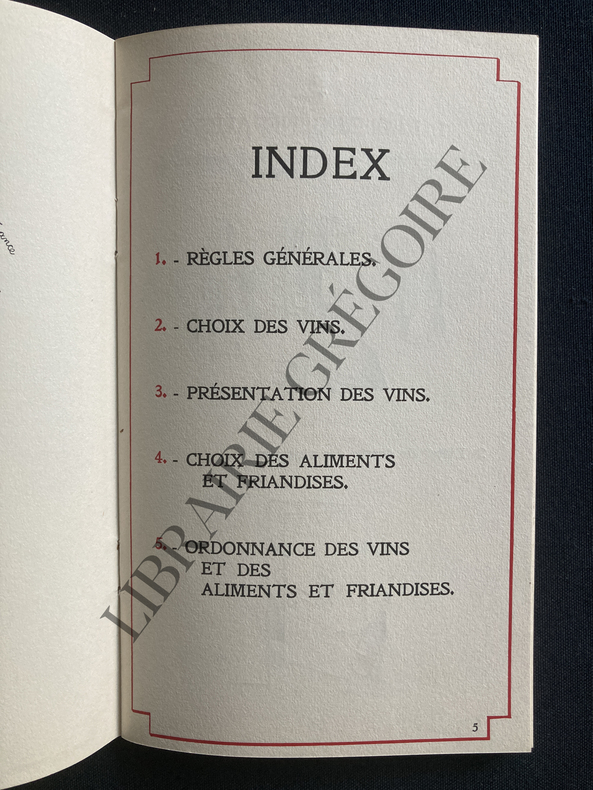 ance
INDEX
1. - RÈGLES GÉNÉRALES.
2. - CHOIX DES VINS.
3. - PRÉSENTATION DES VINS.
4. - CHOIX DES ALIMENTS
ET FRIANDISES.
5. - ORDONNANCE DES VINS
ET DES
ALIMENTS ET FRIANDISES.
5
LIBRAIRIE GRÉGOIRE